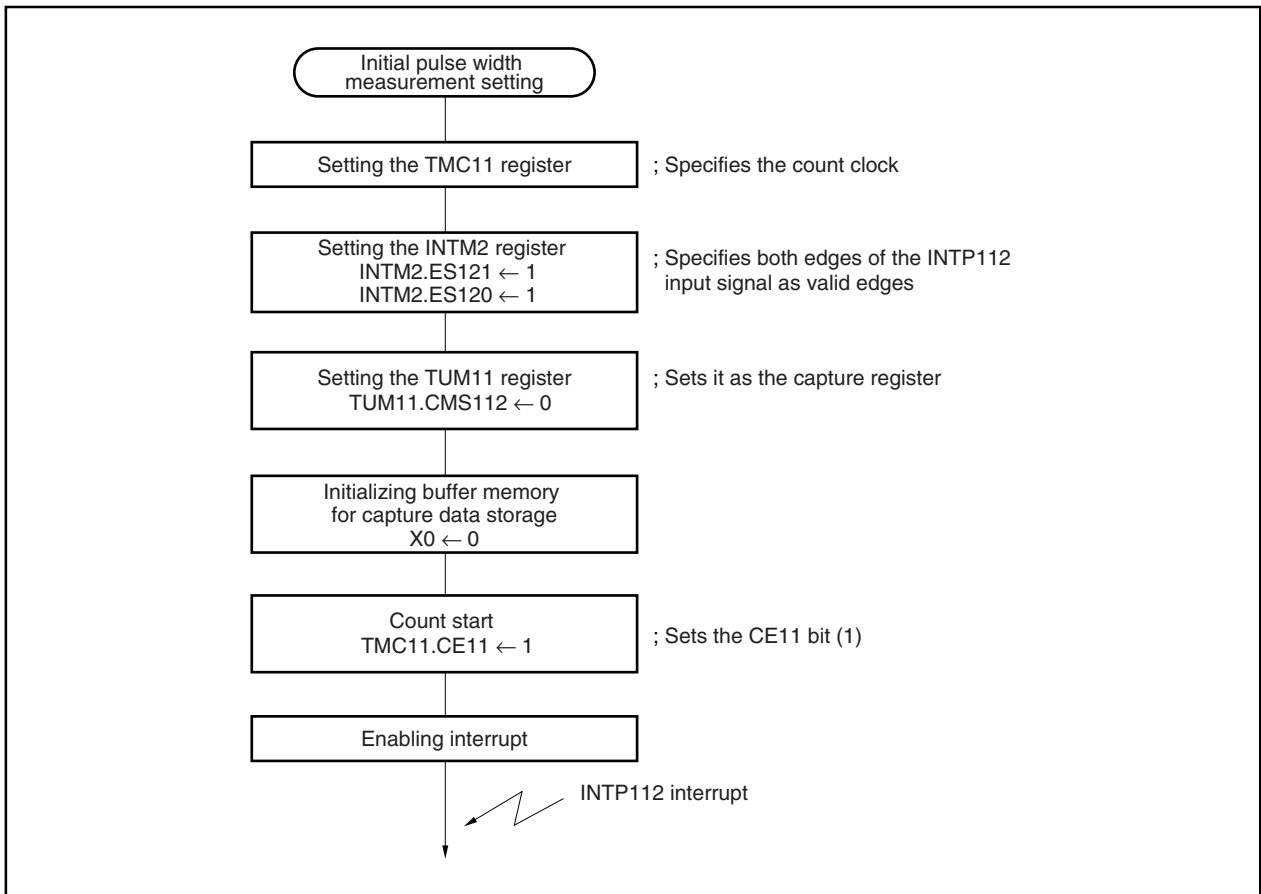 Initial pulse width
measurement setting
Setting the TMC11 register
; Specifies the count clock
Setting the INTM2 register
INTM2.ES121 ← 1
INTM2.ES120 ← 1
; Specifies both edges of the INTP112
input signal as valid edges
Setting the TUM11 register
TUM11.CMS112 ← 0
; Sets it as the capture register
Initializing buffer memory
for capture data storage
X0 ← 0
Count start
TMC11.CE11 ← 1
; Sets the CE11 bit (1)
Enabling interrupt
INTP112 interrupt